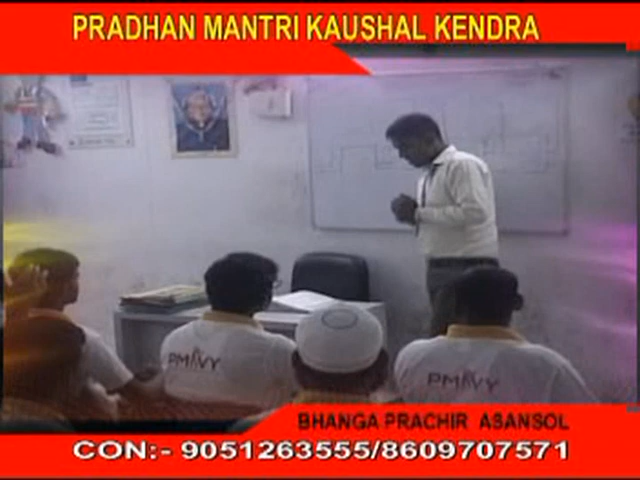 PRADHAN MANTRI KAUSHAL KENDRA
PMKVY
PMKVY
BHANGA PRACHIR ASANSOL
CON:- 9051263555/8609707571